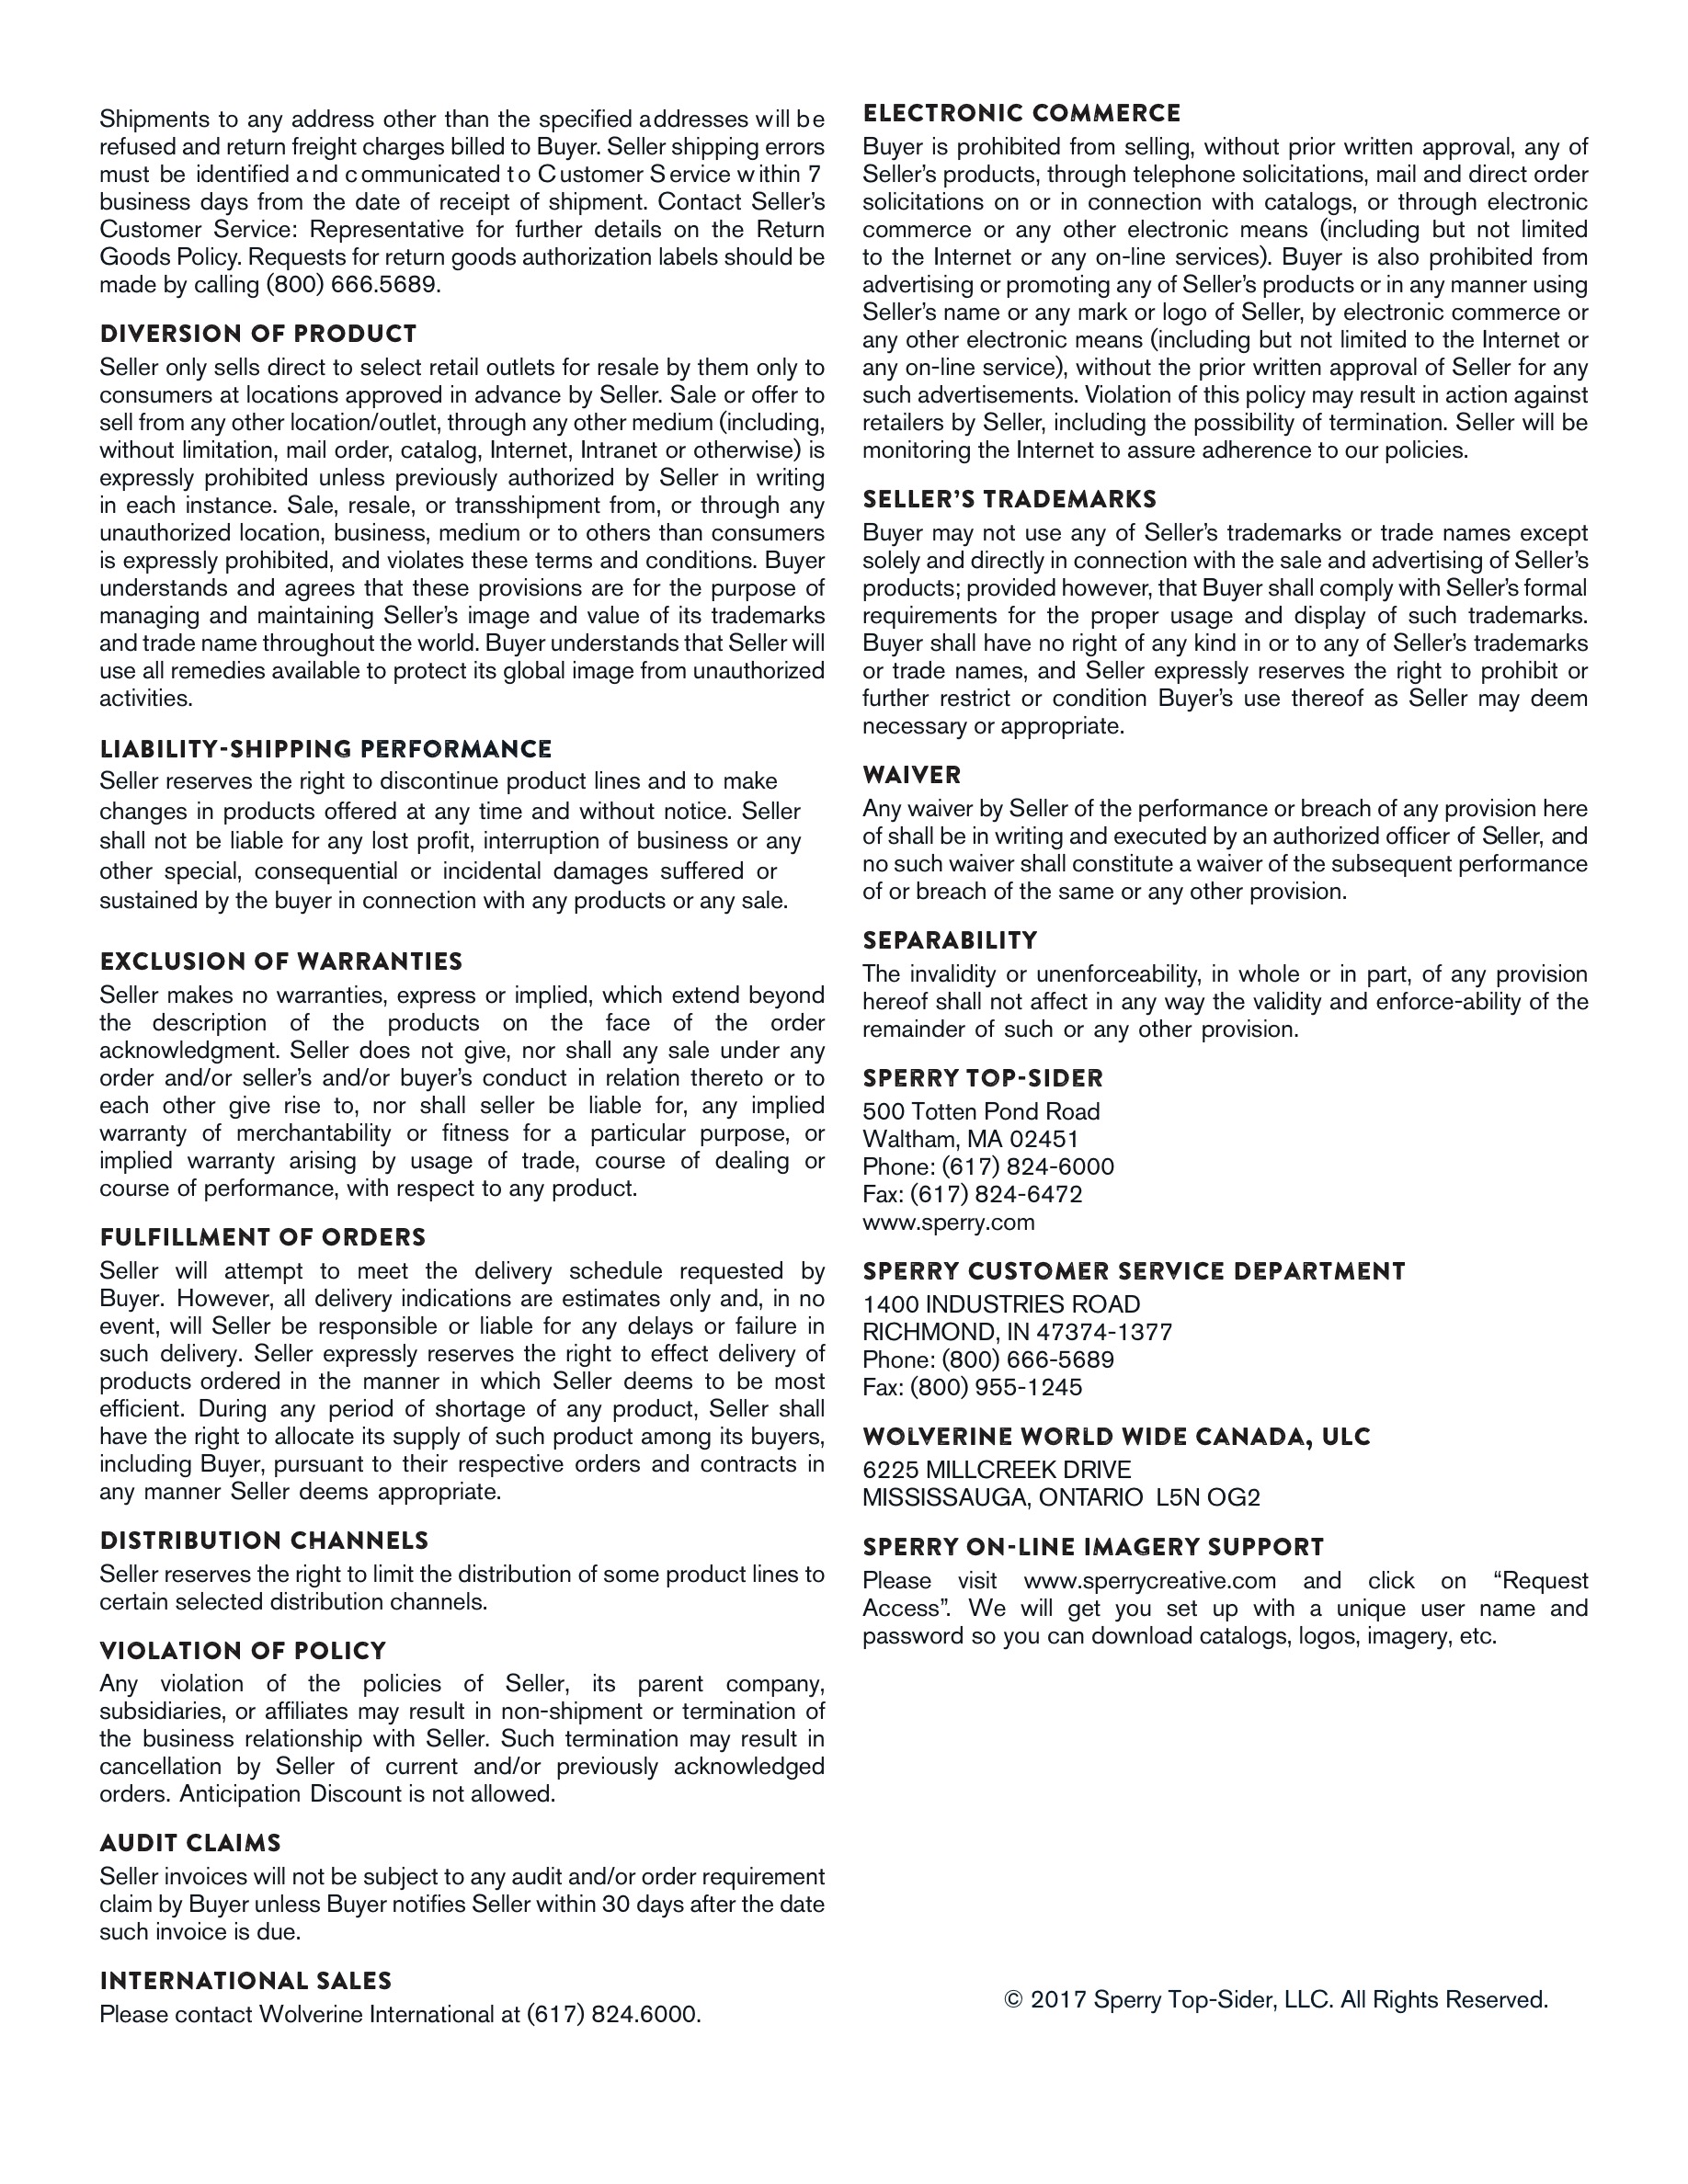 Shipments to any address other than the specified addresses will be
refused and return freight charges billed to Buyer. Seller shipping errors
must be identified and communicated to Customer Service within 7
business days from the date of receipt of shipment. Contact Seller’s
Customer Service: Representative for further details on the Return
Goods Policy. Requests for return goods authorization labels should be
made by calling (800) 666.5689.
DIVERSION OF PRODUCT
Seller only sells direct to select retail outlets for resale by them only to
consumers at locations approved in advance by Seller. Sale or offer to
sell from any other location/outlet, through any other medium (including,
without limitation, mail order, catalog, Internet, Intranet or otherwise) is
expressly prohibited unless previously authorized by Seller in writing
in each instance. Sale, resale, or transshipment from, or through any
unauthorized location, business, medium or to others than consumers
is expressly prohibited, and violates these terms and conditions. Buyer
understands and agrees that these provisions are for the purpose of
managing and maintaining Seller’s image and value of its trademarks
and trade name throughout the world. Buyer understands that Seller will
use all remedies available to protect its global image from unauthorized
activities.
LIABILITY-SHIPPING PERFORMANCE
Seller reserves the right to discontinue product lines and to make
changes in products offered at any time and without notice. Seller
shall not be liable for any lost profit, interruption of business or any
other special, consequential or incidental damages suffered or
sustained by the buyer in connection with any products or any sale.
EXCLUSION OF WARRANTIES
Seller makes no warranties, express or implied, which extend beyond
the description of the products on the face of the order
acknowledgment. Seller does not give, nor shall any sale under any
order and/or seller’s and/or buyer’s conduct in relation thereto or to
each other give rise to, nor shall seller be liable for, any implied
warranty of merchantability or fitness for a particular purpose, or
implied warranty arising by usage of trade, course of dealing or
course of performance, with respect to any product.
FULFILLMENT OF ORDERS
Seller will attempt to meet the delivery schedule requested by
Buyer. However, all delivery indications are estimates only and, in no
event, will Seller be responsible or liable for any delays or failure in
such delivery. Seller expressly reserves the right to effect delivery of
products ordered in the manner in which Seller deems to be most
efficient. During any period of shortage of any product, Seller shall
have the right to allocate its supply of such product among its buyers,
including Buyer, pursuant to their respective orders and contracts in
any manner Seller deems appropriate.
DISTRIBUTION CHANNELS
Seller reserves the right to limit the distribution of some product lines to
certain selected distribution channels.
VIOLATION OF POLICY
Any violation of the policies of Seller, its parent company,
subsidiaries, or affiliates may result in non-shipment or termination of
the business relationship with Seller. Such termination may result in
cancellation by Seller of current and/or previously acknowledged
orders. Anticipation Discount is not allowed.
AUDIT CLAIMS
Seller invoices will not be subject to any audit and/or order requirement
claim by Buyer unless Buyer notifies Seller within 30 days after the date
such invoice is due.
INTERNATIONAL SALES
Please contact Wolverine International at (617) 824.6000.
ELECTRONIC COMMERCE
Buyer is prohibited from selling, without prior written approval, any of
Seller’s products, through telephone solicitations, mail and direct order
solicitations on or in connection with catalogs, or through electronic
commerce or any other electronic means (including but not limited
to the Internet or any on-line services). Buyer is also prohibited from
advertising or promoting any of Seller’s products or in any manner using
Seller’s name or any mark or logo of Seller, by electronic commerce or
any other electronic means (including but not limited to the Internet or
any on-line service), without the prior written approval of Seller for any
such advertisements. Violation of this policy may result in action against
retailers by Seller, including the possibility of termination. Seller will be
monitoring the Internet to assure adherence to our policies.
SELLER’S TRADEMARKS
Buyer may not use any of Seller’s trademarks or trade names except
solely and directly in connection with the sale and advertising of Seller’s
products; provided however, that Buyer shall comply with Seller’s formal
requirements for the proper usage and display of such trademarks.
Buyer shall have no right of any kind in or to any of Seller’s trademarks
or trade names, and Seller expressly reserves the right to prohibit or
further restrict or condition Buyer’s use thereof as Seller may deem
necessary or appropriate.
WAIVER
Any waiver by Seller of the performance or breach of any provision here
of shall be in writing and executed by an authorized officer of Seller, and
no such waiver shall constitute a waiver of the subsequent performance
of or breach of the same or any other provision.
SEPARABILITY
The invalidity or unenforceability, in whole or in part, of any provision
hereof shall not affect in any way the validity and enforce-ability of the
remainder of such or any other provision.
SPERRY TOP-SIDER
500 Totten Pond Road
Waltham, MA 02451
Phone: (617) 824-6000
Fax: (617) 824-6472
www.sperry.com
SPERRY CUSTOMER SERVICE DEPARTMENT
1400 INDUSTRIES ROAD
RICHMOND, IN 47374-1377
Phone: (800) 666-5689
Fax: (800) 955-1245
WOLVERINE WORLD WIDE CANADA, ULC
6225 MILLCREEK DRIVE
MISSISSAUGA, ONTARIO L5N OG2
SPERRY ON-LINE IMAGERY SUPPORT
Please visit www.sperrycreative.com and click on “Request
Access”. We will get you set up with a unique user name and
password so you can download catalogs, logos, imagery, etc.
© 2017 Sperry Top-Sider, LLC. All Rights Reserved.